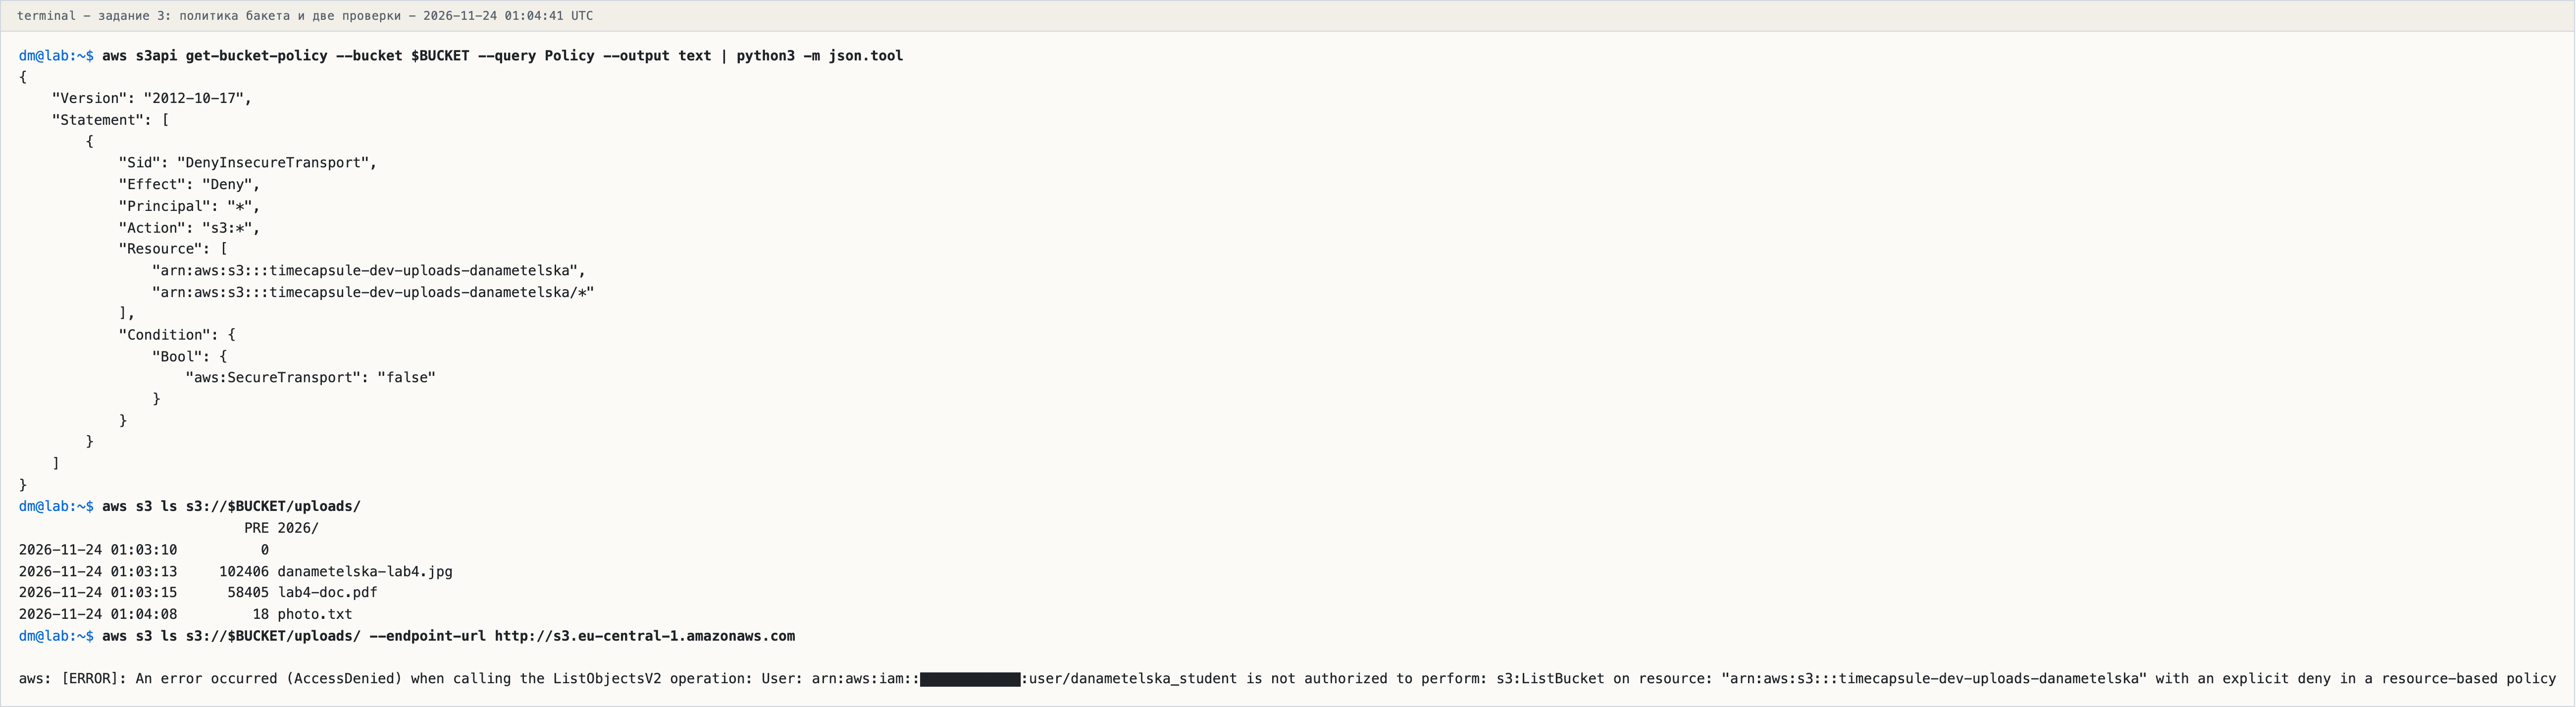 terminal – задание 3: политика бакета и две проверки – 2026-11-24 01:04:41 UTC
dm@lab:~$ aws s3api get-bucket-policy --bucket $BUCKET --query Policy --output text | python3 -m json.tool
{
    "Version": "2012-10-17",
    "Statement": [
        {
            "Sid": "DenyInsecureTransport",
            "Effect": "Deny",
            "Principal": "*",
            "Action": "s3:*",
            "Resource": [
                "arn:aws:s3:::timecapsule-dev-uploads-danametelska",
                "arn:aws:s3:::timecapsule-dev-uploads-danametelska/*"
            ],
            "Condition": {
                "Bool": {
                    "aws:SecureTransport": "false"
                }
            }
        }
    ]
}
dm@lab:~$ aws s3 ls s3://$BUCKET/uploads/
                           PRE 2026/
2026-11-24 01:03:10          0
2026-11-24 01:03:13     102406 danametelska-lab4.jpg
2026-11-24 01:03:15      58405 lab4-doc.pdf
2026-11-24 01:04:08         18 photo.txt
dm@lab:~$ aws s3 ls s3://$BUCKET/uploads/ --endpoint-url http://s3.eu-central-1.amazonaws.com
aws: [ERROR]: An error occurred (AccessDenied) when calling the ListObjectsV2 operation: User: arn:aws:iam:::user/danametelska_student is not authorized to perform: s3:ListBucket on resource: "arn:aws:s3:::timecapsule-dev-uploads-danametelska" with an explicit deny in a resource-based policy